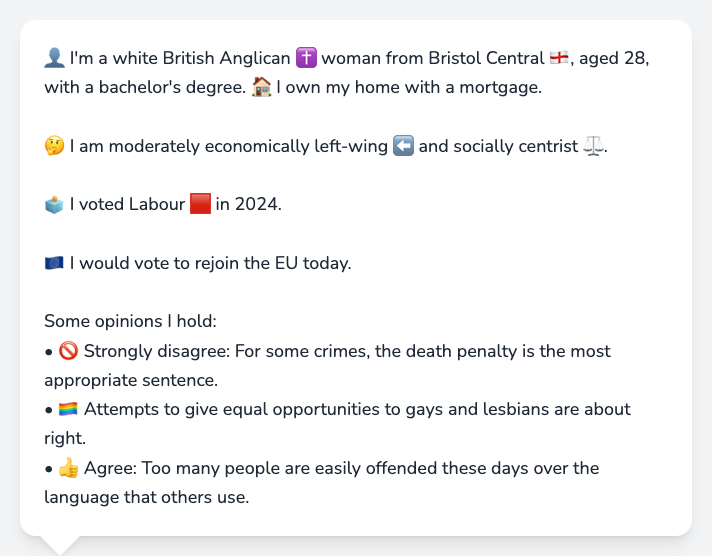 👤 I'm a white British Anglican ✝️ woman from Bristol Central 🏴󠁧󠁢󠁥󠁮󠁧󠁿, aged 28,
with a bachelor's degree. 🏠 I own my home with a mortgage.
🤔 I am moderately economically left-wing ⬅️ and socially centrist ⚖️.
🗳️ I voted Labour 🟥 in 2024.
🇪🇺 I would vote to rejoin the EU today.
Some opinions I hold:
• 🚫 Strongly disagree: For some crimes, the death penalty is the most
appropriate sentence.
• 🏳️‍🌈 Attempts to give equal opportunities to gays and lesbians are about
right.
• 👍 Agree: Too many people are easily offended these days over the
language that others use.